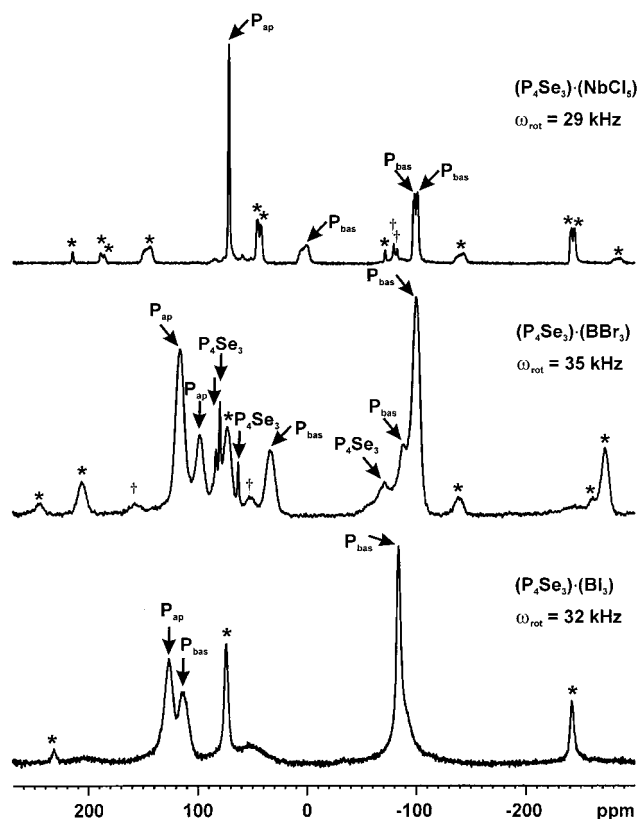 P_ap
(P₄Se₃)·(NbCl₅)
ω_rot = 29 kHz
P_bas P_bas
* * * * * * P_bas * † † * * * *
P_bas
P_ap
P₄Se₃
(P₄Se₃)·(BBr₃)
ω_rot = 35 kHz
P_ap
* P₄Se₃
P_bas
P_bas
P₄Se₃
* * † † * * *
P_bas
(P₄Se₃)·(BI₃)
ω_rot = 32 kHz
P_ap
P_bas
* * *
200 100 0 -100 -200 ppm